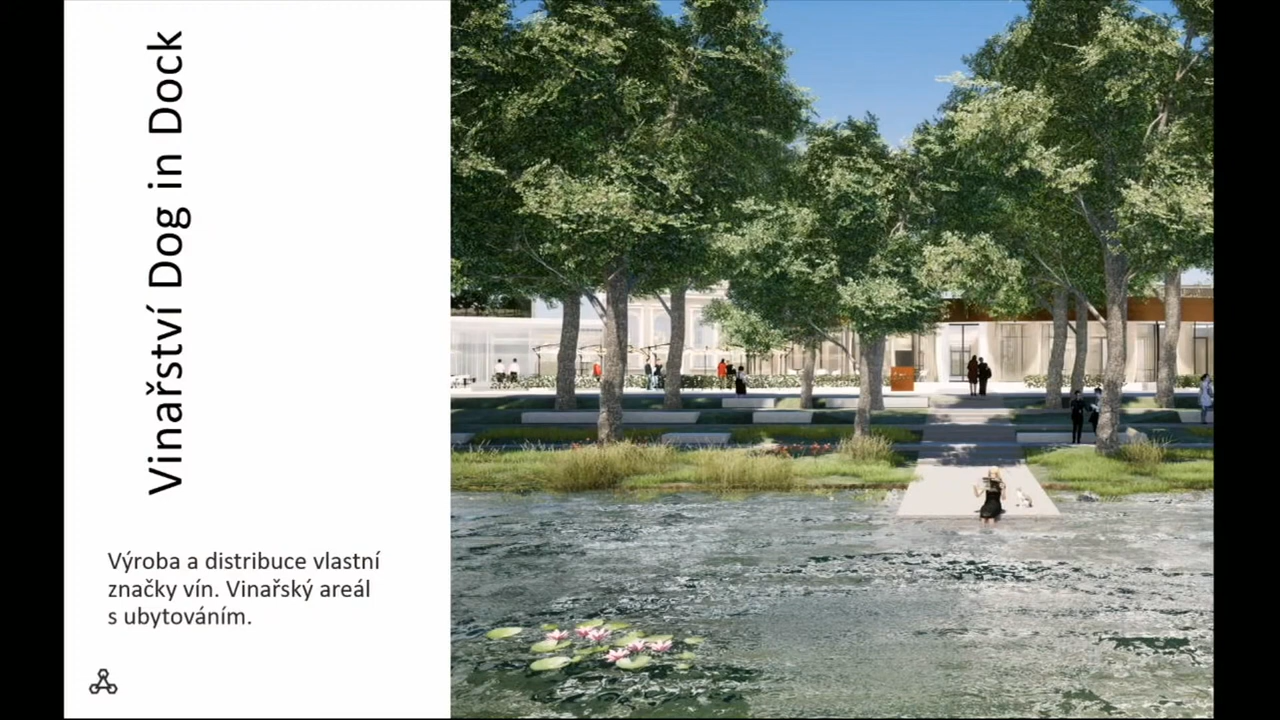 Vinařství Dog in Dock
Výroba a distribuce vlastní
značky vín. Vinařský areál
s ubytováním.